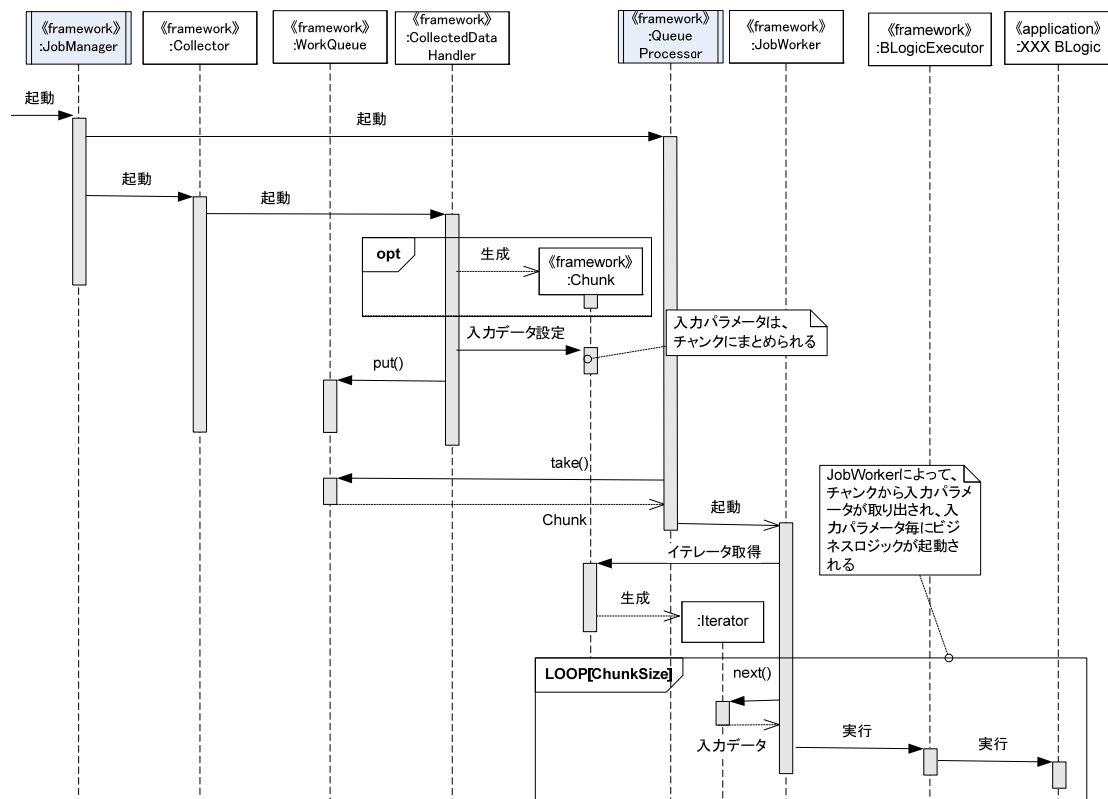 《framework》
:JobManager
《framework》
:Collector
《framework》
:WorkQueue
《framework》
:CollectedData
Handler
《framework》
:Queue
Processor
《framework》
:JobWorker
《framework》
:BLogicExecutor
《application》
:XXX BLogic
起動
起動
起動
起動
opt
生成
《framework》
:Chunk
入力データ設定
入力パラメータは、
チャンクにまとめられる
put()
take()
Chunk
起動
JobWorkerによって、
チャンクから入力パラメ
ータが取り出され、入
力パラメータ毎にビジ
ネスロジックが起動さ
れる
イテレータ取得
生成
:Iterator
LOOP[ChunkSize]
next()
入力データ
実行
実行